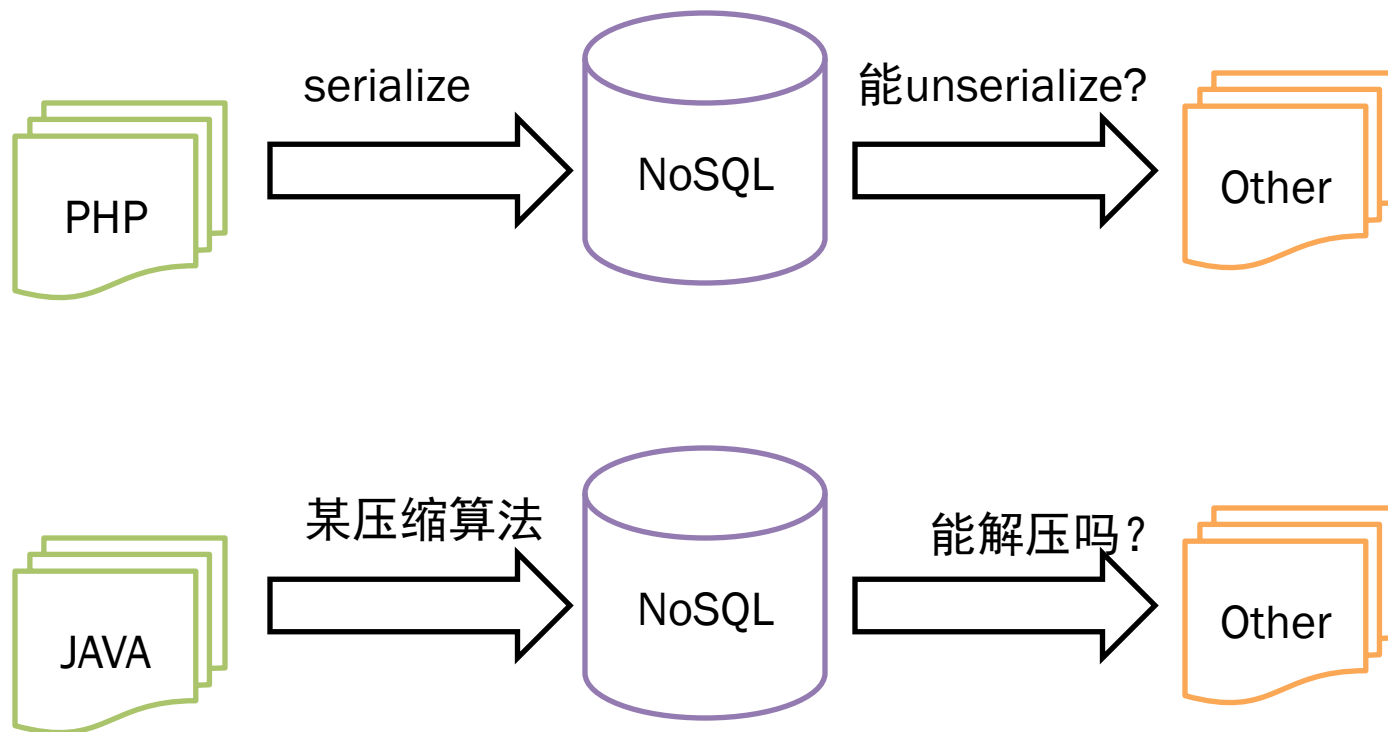 serialize
能unserialize?
PHP
NoSQL
Other
某压缩算法
能解压吗?
JAVA
NoSQL
Other